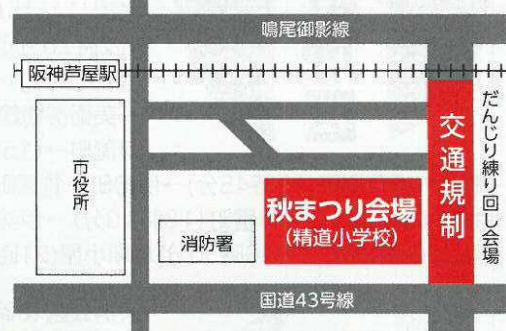 鳴尾御影線
阪神芦屋駅
市役所
消防署
秋まつり会場
(精道小学校)
交通規制
だんじり練り回し会場
国道43号線